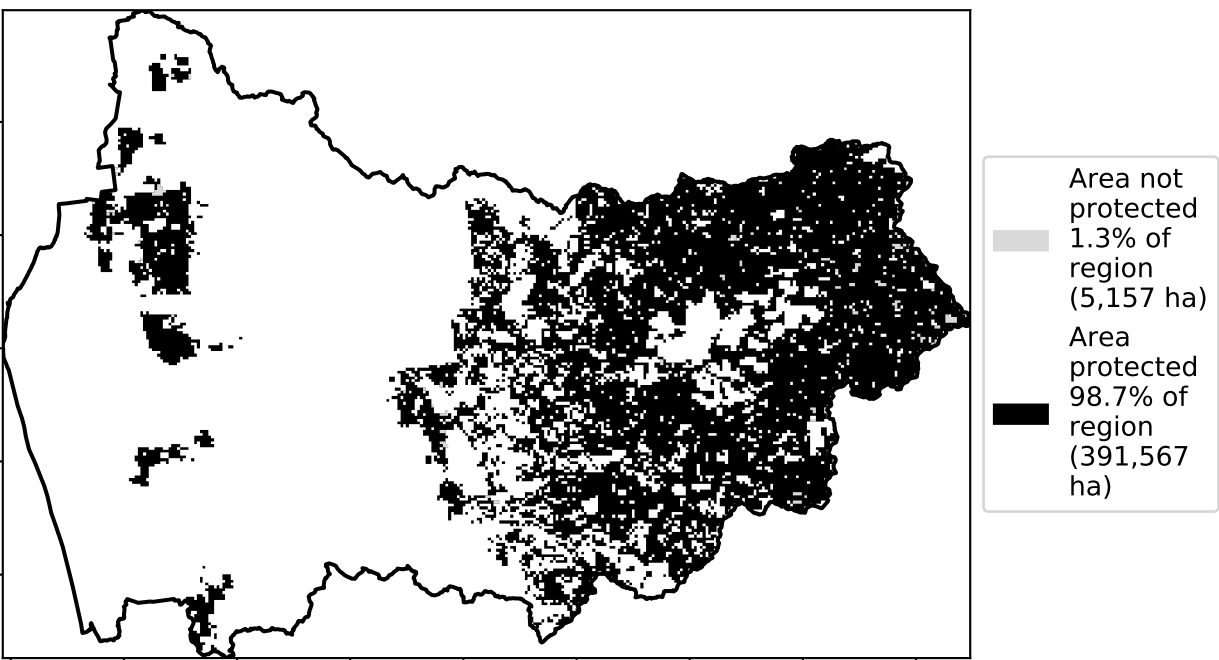 Area not
protected
1.3% of
region
(5,157 ha)
Area
protected
98.7% of
region
(391,567
ha)